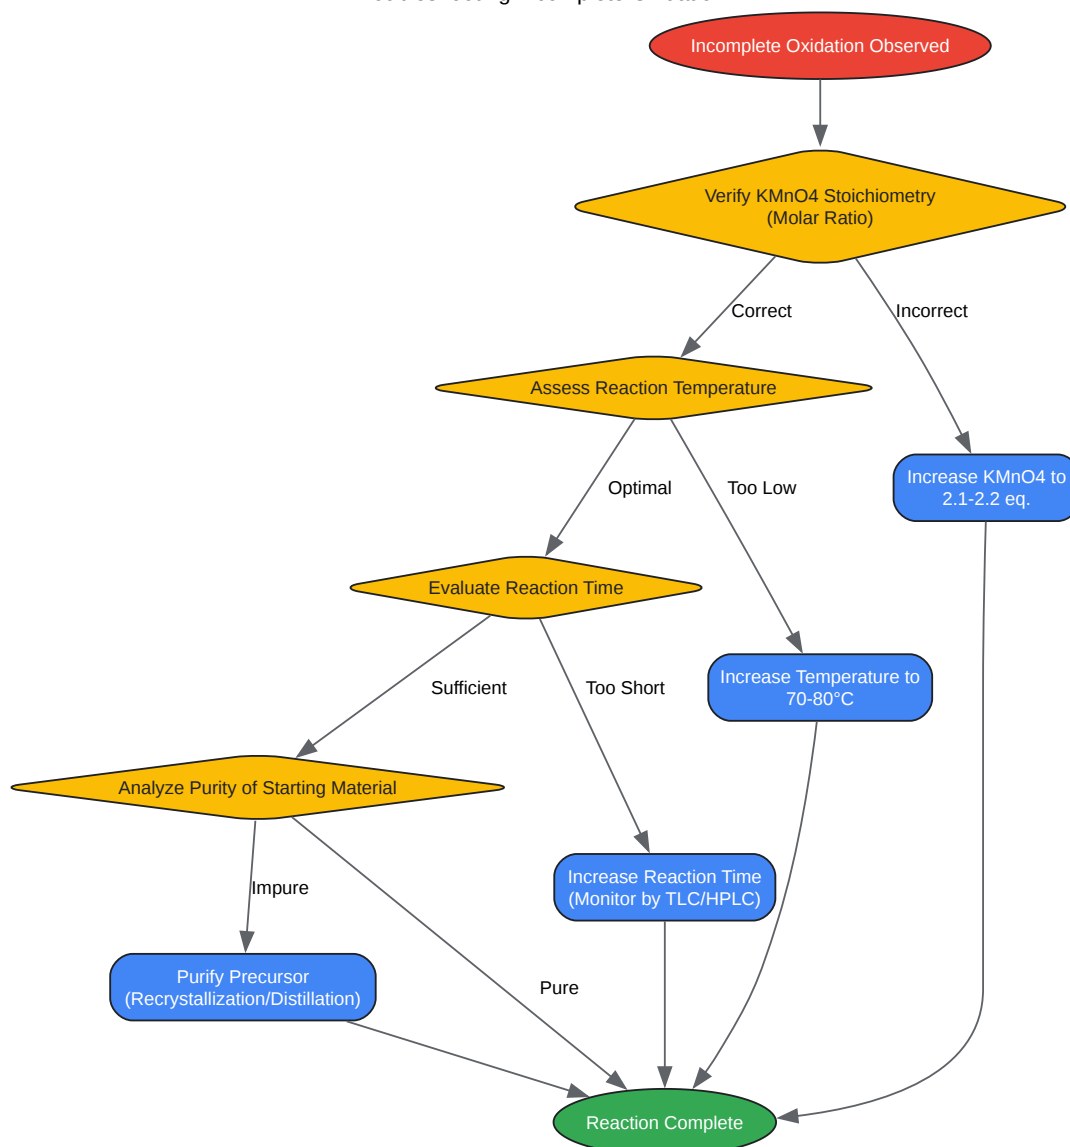 Incomplete Oxidation Observed
Verify KMnO4 Stoichiometry
(Molar Ratio)
Correct
Incorrect
Assess Reaction Temperature
Increase KMnO4 to
2.1-2.2 eq.
Optimal
Too Low
Evaluate Reaction Time
Increase Temperature to
70-80°C
Sufficient
Too Short
Analyze Purity of Starting Material
Increase Reaction Time
(Monitor by TLC/HPLC)
Impure
Purify Precursor
(Recrystallization/Distillation)
Pure
Reaction Complete